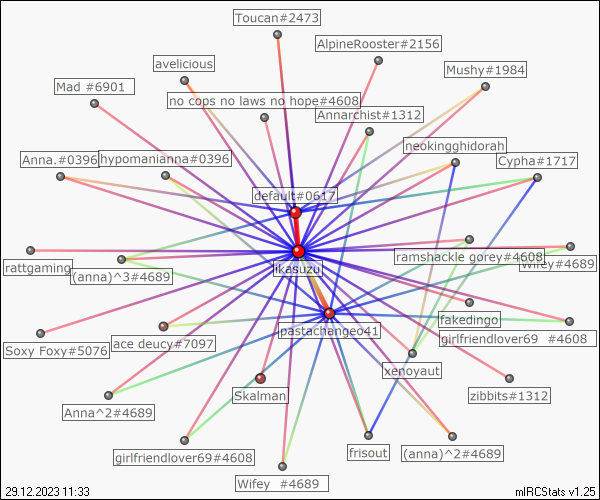 Toucan#2473
AlpineRooster#2156
avelicious
Mushy#1984
Mad #6901
no cops no laws no hope#4608
Annarchist#1312
neokingghidorah
Anna.#0396
hypomanianna#0396
Cypha#1717
default#0617
ramshackle gorey#4608
Wifey#4689
rattgaming
(anna)^3#4689
likasuzu
fakedingo
pastachangeo41
ace deucy#7097
girlfriendlover69 #4608
Soxy Foxy#5076
xenoyaut
Skalman
zibbits#1312
Anna^2#4689
girlfriendlover69#4608
frisout
(anna)^2#4689
Wifey #4689
29.12.2023 11:33
mIRCStats v1.25